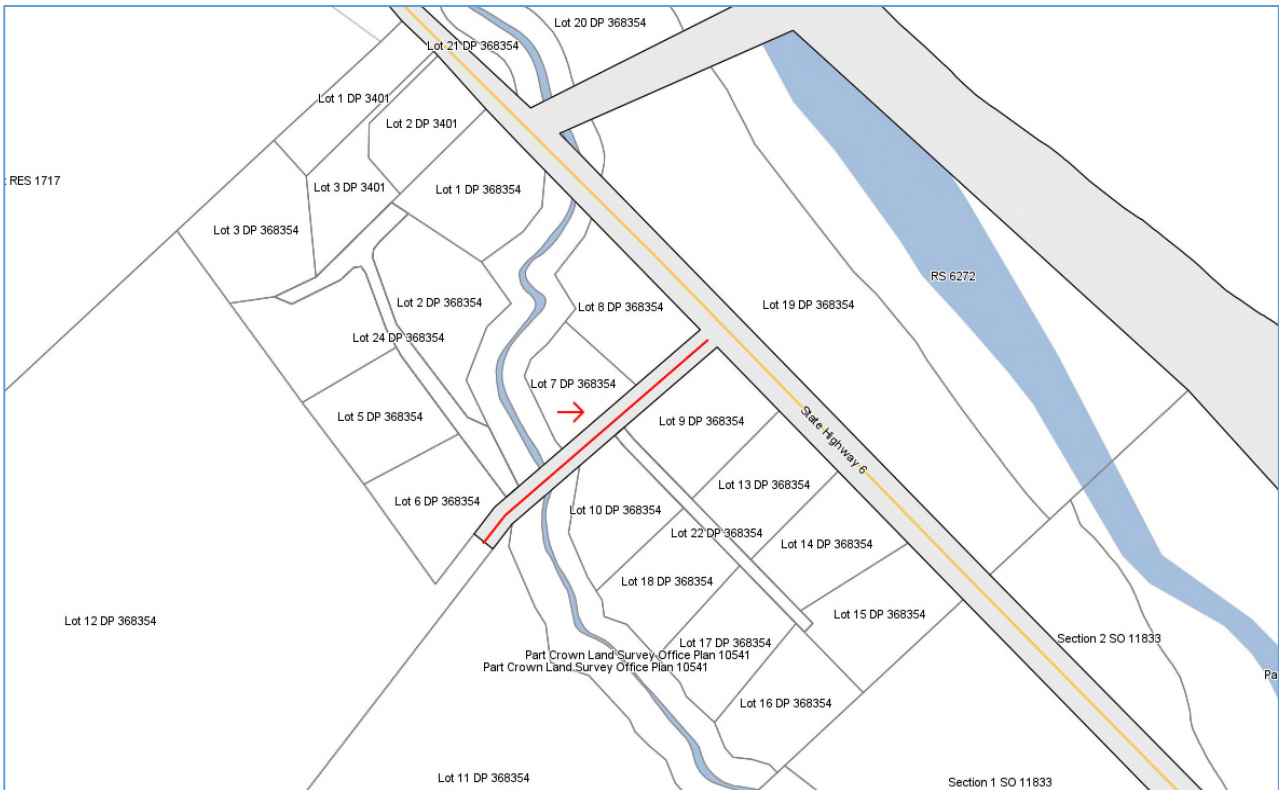 Lot 20 DP 368354
Lot 21 DP 368354
Lot 1 DP 3401
Lot 2 DP 3401
: RES 1717
Lot 3 DP 3401
Lot 1 DP 368354
Lot 3 DP 368354
RS 6272
Lot 2 DP 368354
Lot 8 DP 368354
Lot 19 DP 368354
Lot 24 DP 368354
Lot 7 DP 368354
Lot 5 DP 368354
Lot 9 DP 368354
State Highway 6
Lot 13 DP 368354
Lot 6 DP 368354
Lot 10 DP 368354
Lot 22 DP 368354
Lot 14 DP 368354
Lot 18 DP 368354
Lot 15 DP 368354
Lot 12 DP 368354
Section 2 SO 11833
Lot 17 DP 368354
Part Crown Land Survey Office Plan 10541
Part Crown Land Survey Office Plan 10541
Pa
Lot 16 DP 368354
Lot 11 DP 368354
Section 1 SO 11833